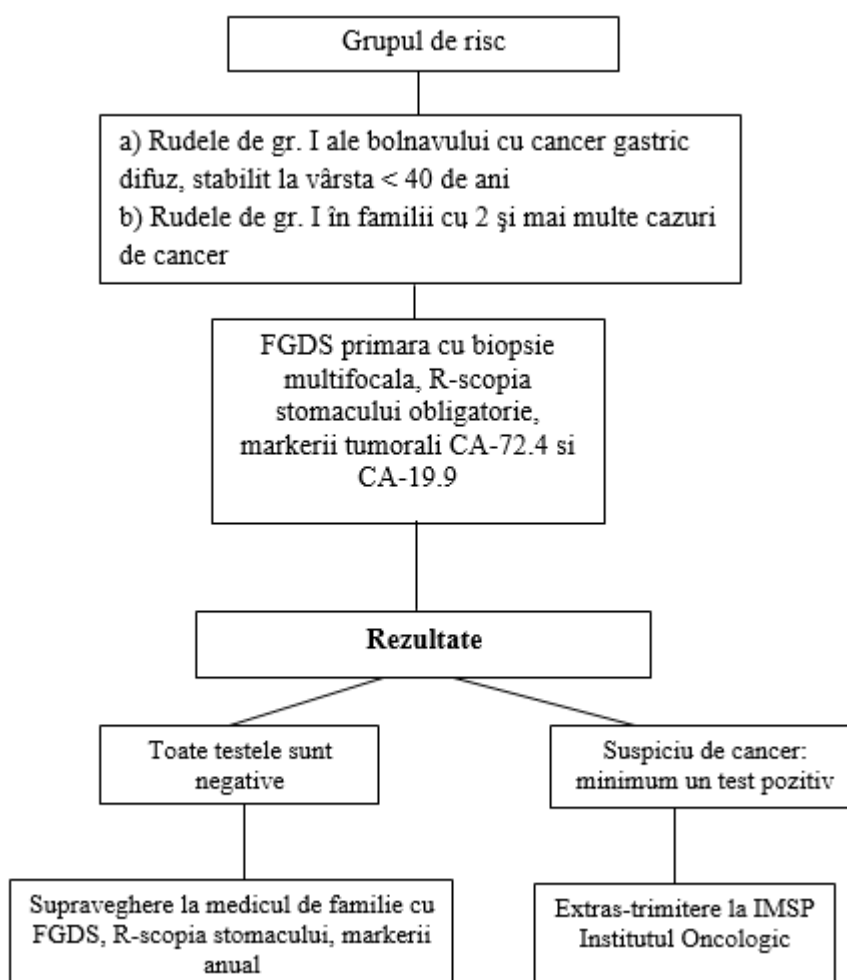 Grupul de risc
a) Rudele de gr. I ale bolnavului cu cancer gastric
difuz, stabilit la vârsta < 40 de ani
b) Rudele de gr. I în familii cu 2 şi mai multe cazuri
de cancer
FGDS primara cu biopsie
multifocala, R-scopia
stomacului obligatorie,
markerii tumorali CA-72.4 si
CA-19.9
Rezultate
Toate testele sunt
negative
Suspiciu de cancer:
minimum un test pozitiv
Supraveghere la medicul de familie cu
FGDS, R-scopia stomacului, markerii
anual
Extras-trimitere la IMSP
Institutul Oncologic